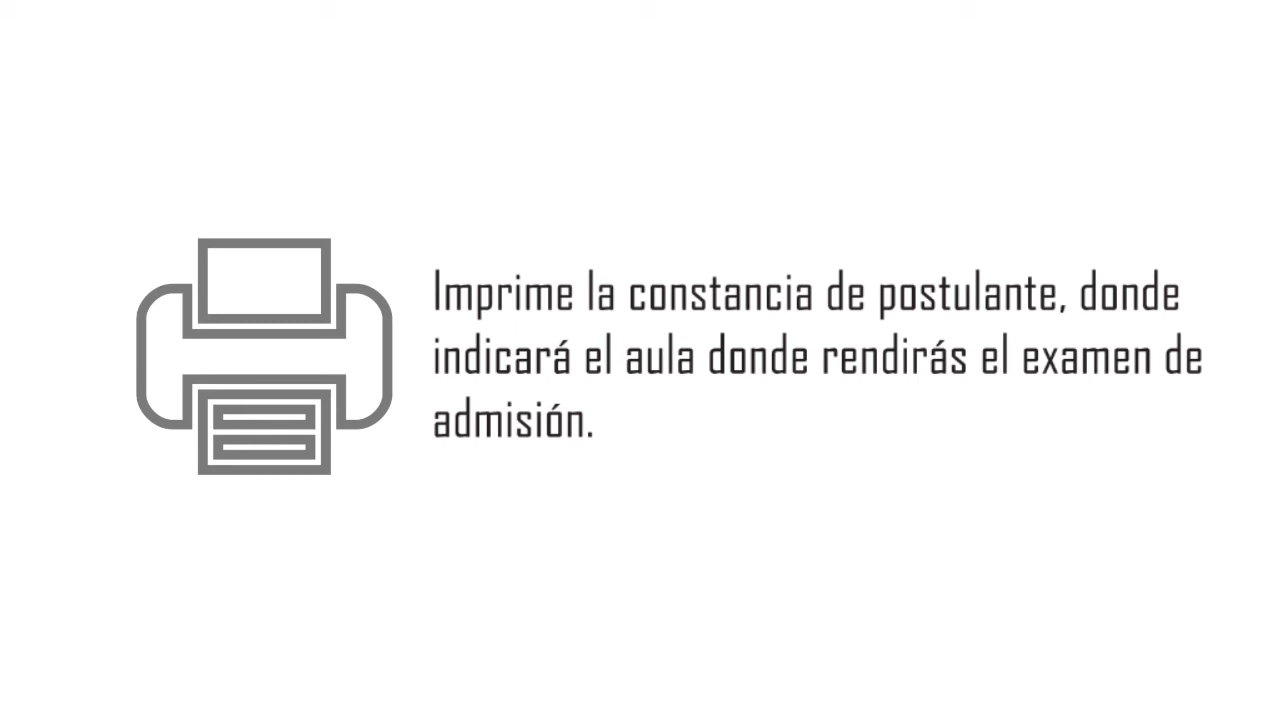 Imprime la constancia de postulante, donde
indicará el aula donde rendirás el examen de
admisión.